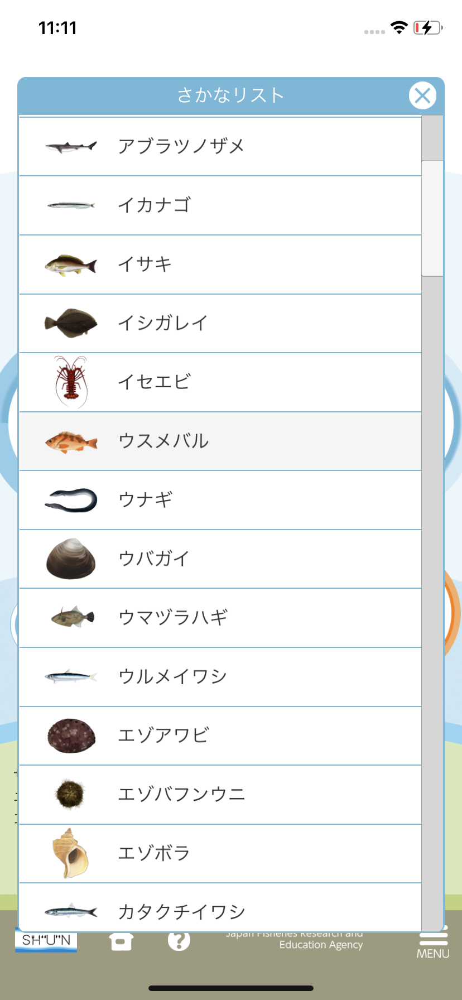 11:11
さかなリスト
アブラツノザメ
イカナゴ
イサキ
イシガレイ
イセエビ
ウスメバル
ウナギ
ウバガイ
ウマヅラハギ
ウルメイワシ
エゾアワビ
エゾバフンウニ
エゾボラ
カタクチイワシ
SH"U"N
?
Japan Fisheries Research and
Education Agency
MENU